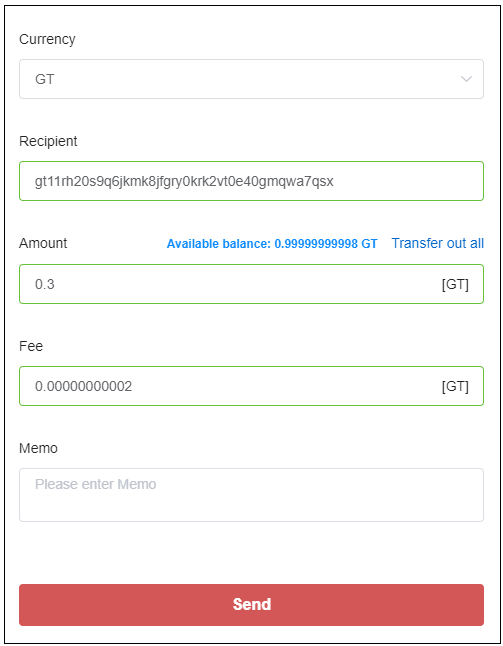 Currency
GT
Recipient
gt11rh20s9q6jkmk8jfgry0krk2vt0e40gmqwa7qsx
Amount Available balance: 0.99999999998 GT Transfer out all
0.3 [GT]
Fee
0.00000000002 [GT]
Memo
Please enter Memo
Send